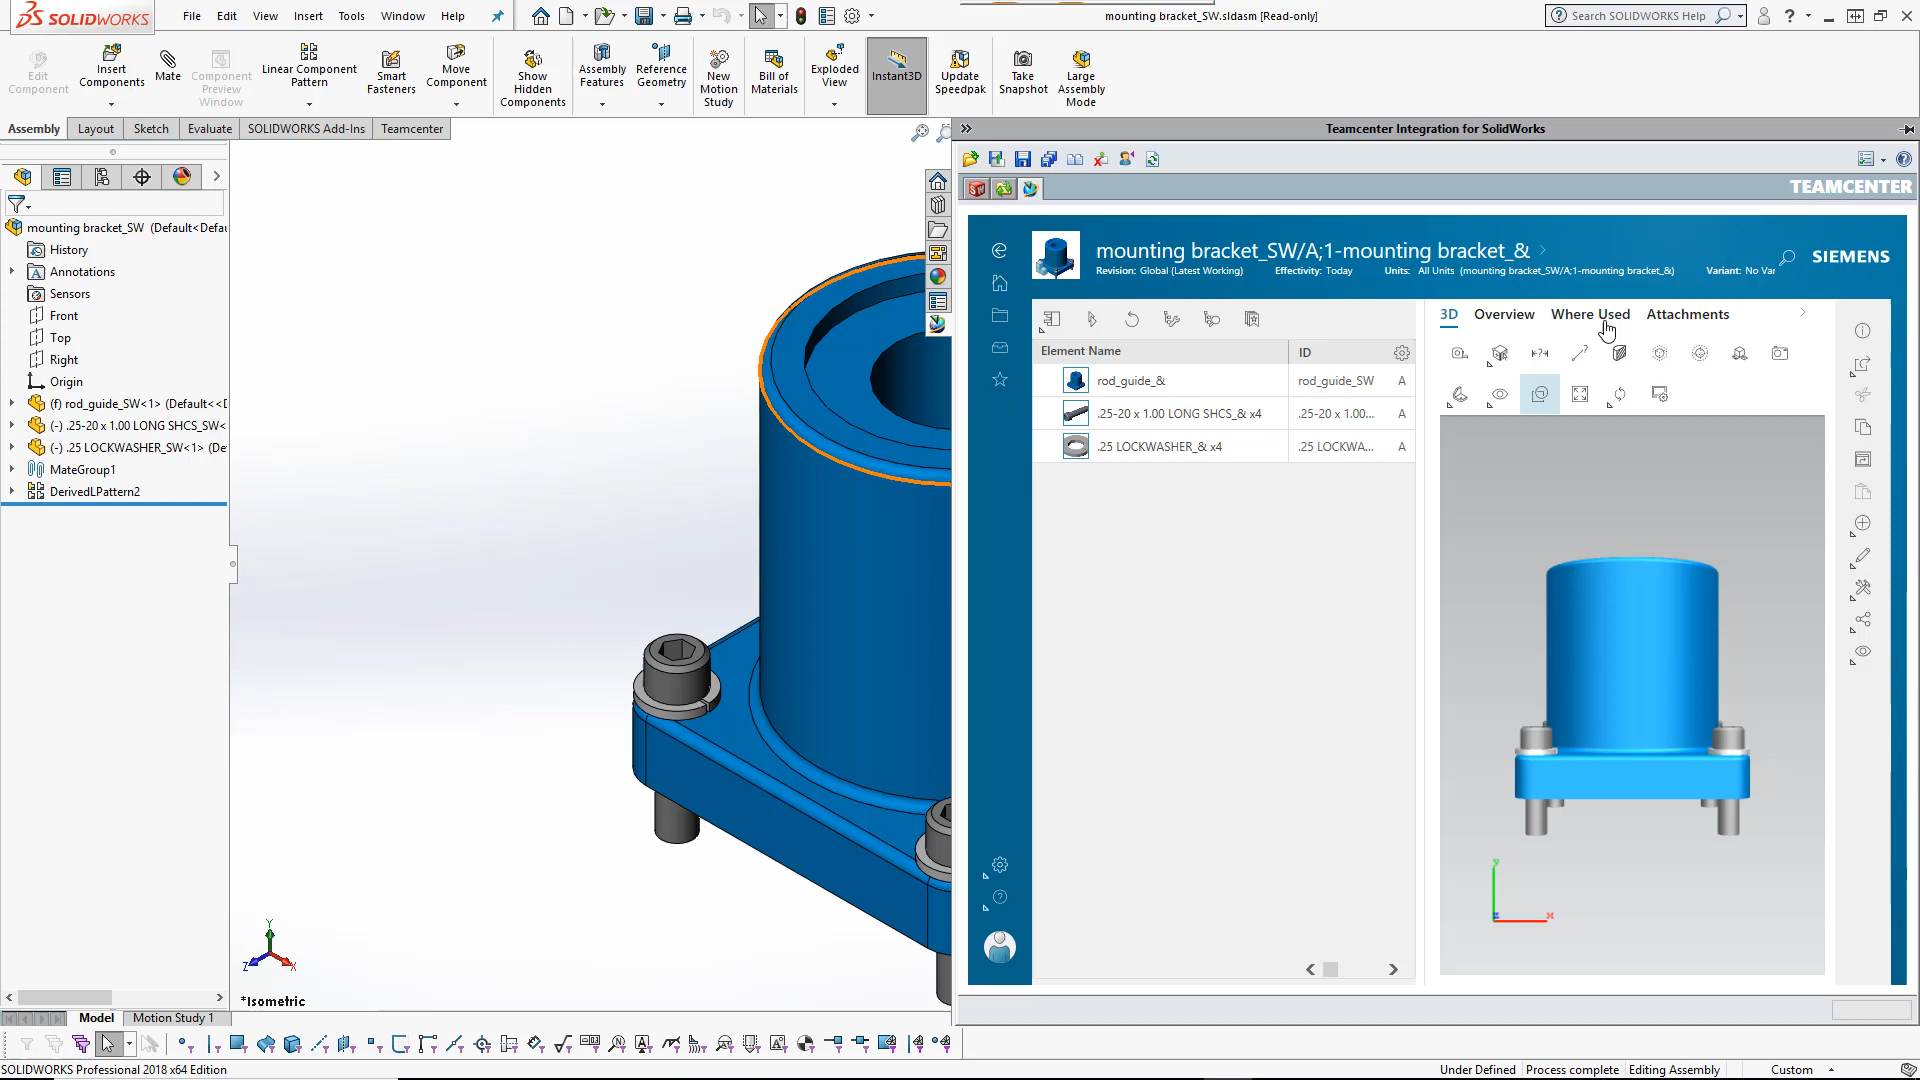 SOLIDWORKS
File Edit View Insert Tools Window Help
mounting bracket_SW.sldasm [Read-only]
Search SOLIDWORKS Help
Edit Component
Insert Components
Mate
Component Preview Window
Linear Component Pattern
Smart Fasteners
Move Component
Show Hidden Components
Assembly Features
Reference Geometry
New Motion Study
Bill of Materials
Exploded View
Instant3D
Update Speedpak
Take Snapshot
Large Assembly Mode
Assembly Layout Sketch Evaluate SOLIDWORKS Add-Ins Teamcenter
mounting bracket_SW (Default<Defau
History
Annotations
Sensors
Front
Top
Right
Origin
(f) rod_guide_SW<1> (Default<<D
(-) .25-20 x 1.00 LONG SHCS_SW<
(-) .25 LOCKWASHER_SW<1> (De
MateGroup1
DerivedLPattern2
Y
Z
X
*Isometric
Teamcenter Integration for SolidWorks
TEAMCENTER
mounting bracket_SW/A;1-mounting bracket_&
Revision: Global (Latest Working) Effectivity: Today Units: All Units (mounting bracket_SW/A;1-mounting bracket_&) Variant: No Var
SIEMENS
3D Overview Where Used Attachments
Element Name ID
rod_guide_& rod_guide_SW A
.25-20 x 1.00 LONG SHCS_& x4 .25-20 x 1.00... A
.25 LOCKWASHER_& x4 .25 LOCKWA... A
y
z
x
Model Motion Study 1
SOLIDWORKS Professional 2018 x64 Edition
Under Defined Process complete Editing Assembly Custom